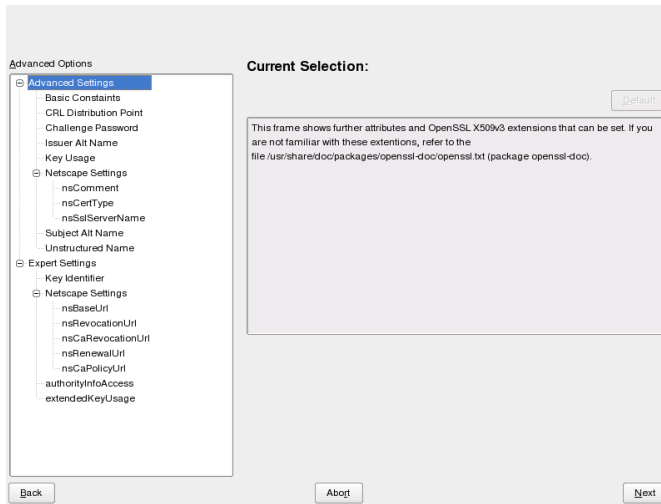 Advanced Options
Advanced Settings
Basic Constaints
CRL Distribution Point
Challenge Password
Issuer Alt Name
Key Usage
Netscape Settings
nsComment
nsCertType
nsSslServerName
Subject Alt Name
Unstructured Name
Expert Settings
Key Identifier
Netscape Settings
nsBaseUrl
nsRevocationUrl
nsCaRevocationUrl
nsRenewalUrl
nsCaPolicyUrl
authorityInfoAccess
extendedKeyUsage
Current Selection:
Default
This frame shows further attributes and OpenSSL X509v3 extensions that can be set. If you
are not familiar with these extentions, refer to the
file /usr/share/doc/packages/openssl-doc/openssl.txt (package openssl-doc).
Back
Abort
Next